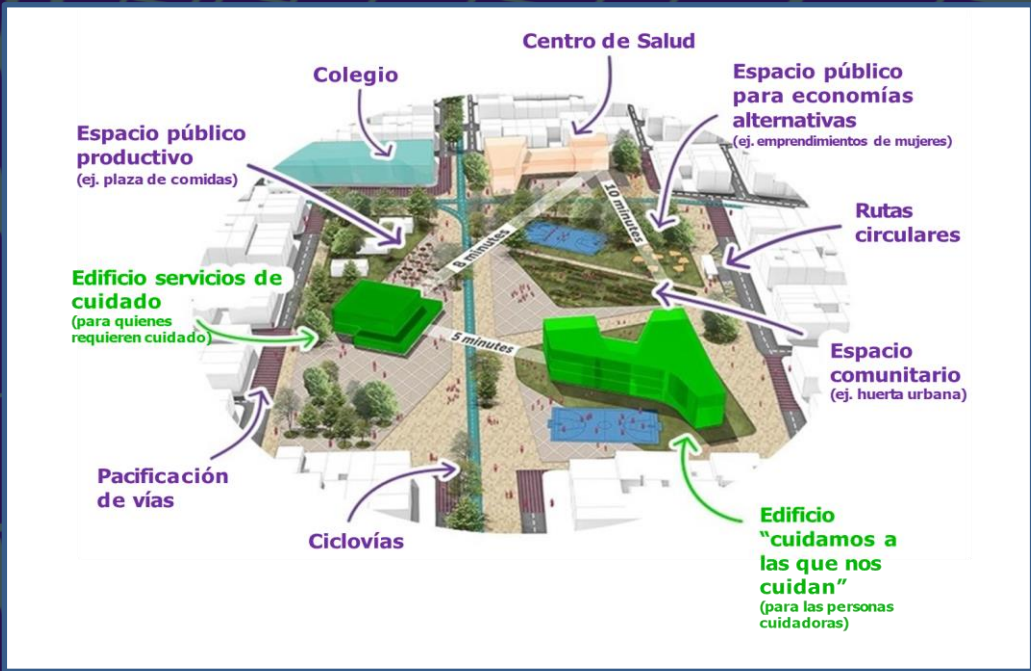 Centro de Salud
Colegio
Espacio público
para economías
alternativas
(ej. emprendimientos de mujeres)
Espacio público
productivo
(ej. plaza de comidas)
10 minutes
8 minutes
Rutas
circulares
Edificio servicios de
cuidado
(para quienes
requieren cuidado)
5 minutes
Espacio
comunitario
(ej. huerta urbana)
Pacificación
de vías
Ciclovías
Edificio
“cuidamos a
las que nos
cuidan”
(para las personas
cuidadoras)